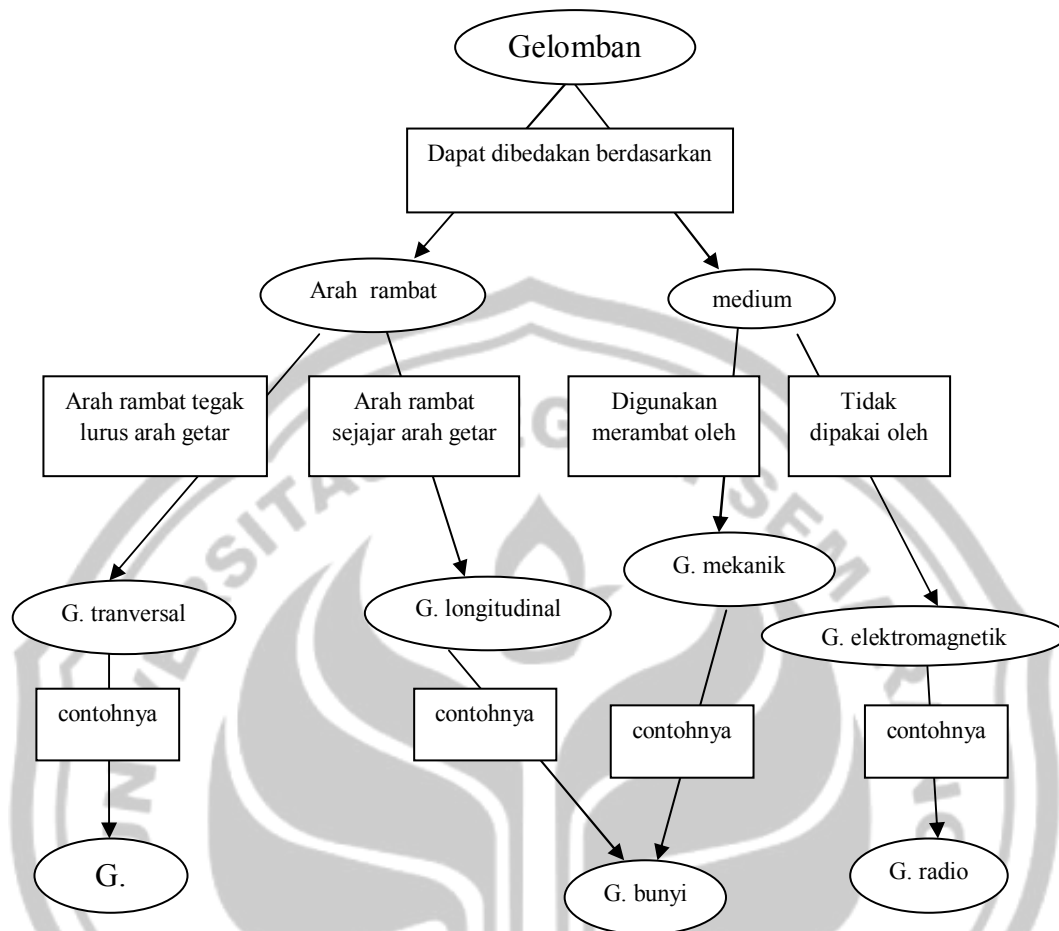 Gelomban
Dapat dibedakan berdasarkan
Arah rambat
medium
Arah rambat tegak
lurus arah getar
Arah rambat
sejajar arah getar
Digunakan
merambat oleh
Tidak
dipakai oleh
G. tranversal
G. longitudinal
G. mekanik
G. elektromagnetik
contohnya
contohnya
contohnya
contohnya
G.
G. bunyi
G. radio